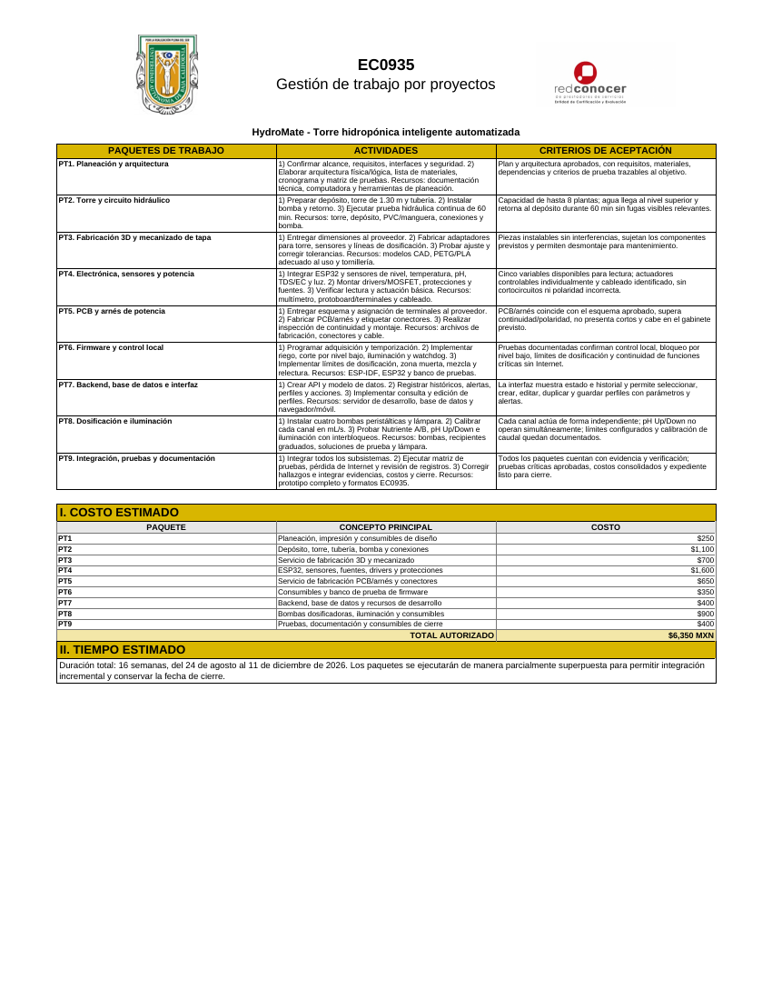 POR LA REALIZACIÓN PLENA DEL SER
UNIVERSIDAD AUTÓNOMA DE BAJA CALIFORNIA
EC0935
Gestión de trabajo por proyectos
redconocer
de prestadores de servicios
Entidad de Certificación y Evaluación
HydroMate - Torre hidropónica inteligente automatizada
PAQUETES DE TRABAJO ACTIVIDADES CRITERIOS DE ACEPTACIÓN
PT1. Planeación y arquitectura
1) Confirmar alcance, requisitos, interfaces y seguridad. 2)
Elaborar arquitectura física/lógica, lista de materiales,
cronograma y matriz de pruebas. Recursos: documentación
técnica, computadora y herramientas de planeación.
Plan y arquitectura aprobados, con requisitos, materiales,
dependencias y criterios de prueba trazables al objetivo.
PT2. Torre y circuito hidráulico
1) Preparar depósito, torre de 1.30 m y tubería. 2) Instalar
bomba y retorno. 3) Ejecutar prueba hidráulica continua de 60
min. Recursos: torre, depósito, PVC/manguera, conexiones y
bomba.
Capacidad de hasta 8 plantas; agua llega al nivel superior y
retorna al depósito durante 60 min sin fugas visibles relevantes.
PT3. Fabricación 3D y mecanizado de tapa
1) Entregar dimensiones al proveedor. 2) Fabricar adaptadores
para torre, sensores y líneas de dosificación. 3) Probar ajuste y
corregir tolerancias. Recursos: modelos CAD, PETG/PLA
adecuado al uso y tornillería.
Piezas instalables sin interferencias, sujetan los componentes
previstos y permiten desmontaje para mantenimiento.
PT4. Electrónica, sensores y potencia
1) Integrar ESP32 y sensores de nivel, temperatura, pH,
TDS/EC y luz. 2) Montar drivers/MOSFET, protecciones y
fuentes. 3) Verificar lectura y actuación básica. Recursos:
multímetro, protoboard/terminales y cableado.
Cinco variables disponibles para lectura; actuadores
controlables individualmente y cableado identificado, sin
cortocircuitos ni polaridad incorrecta.
PT5. PCB y arnés de potencia
1) Entregar esquema y asignación de terminales al proveedor.
2) Fabricar PCB/arnés y etiquetar conectores. 3) Realizar
inspección de continuidad y montaje. Recursos: archivos de
fabricación, conectores y cable.
PCB/arnés coincide con el esquema aprobado, supera
continuidad/polaridad, no presenta cortos y cabe en el gabinete
previsto.
PT6. Firmware y control local
1) Programar adquisición y temporización. 2) Implementar
riego, corte por nivel bajo, iluminación y watchdog. 3)
Implementar límites de dosificación, zona muerta, mezcla y
relectura. Recursos: ESP-IDF, ESP32 y banco de pruebas.
Pruebas documentadas confirman control local, bloqueo por
nivel bajo, límites de dosificación y continuidad de funciones
críticas sin Internet.
PT7. Backend, base de datos e interfaz
1) Crear API y modelo de datos. 2) Registrar históricos, alertas,
perfiles y acciones. 3) Implementar consulta y edición de
perfiles. Recursos: servidor de desarrollo, base de datos y
navegador/móvil.
La interfaz muestra estado e historial y permite seleccionar,
crear, editar, duplicar y guardar perfiles con parámetros y
alertas.
PT8. Dosificación e iluminación
1) Instalar cuatro bombas peristálticas y lámpara. 2) Calibrar
cada canal en mL/s. 3) Probar Nutriente A/B, pH Up/Down e
iluminación con interbloqueos. Recursos: bombas, recipientes
graduados, soluciones de prueba y lámpara.
Cada canal actúa de forma independiente; pH Up/Down no
operan simultáneamente; límites configurados y calibración de
caudal quedan documentados.
PT9. Integración, pruebas y documentación
1) Integrar todos los subsistemas. 2) Ejecutar matriz de
pruebas, pérdida de Internet y revisión de registros. 3) Corregir
hallazgos e integrar evidencias, costos y cierre. Recursos:
prototipo completo y formatos EC0935.
Todos los paquetes cuentan con evidencia y verificación;
pruebas críticas aprobadas, costos consolidados y expediente
listo para cierre.
I. COSTO ESTIMADO
PAQUETE CONCEPTO PRINCIPAL COSTO
PT1 Planeación, impresión y consumibles de diseño $250
PT2 Depósito, torre, tubería, bomba y conexiones $1,100
PT3 Servicio de fabricación 3D y mecanizado $700
PT4 ESP32, sensores, fuentes, drivers y protecciones $1,600
PT5 Servicio de fabricación PCB/arnés y conectores $650
PT6 Consumibles y banco de prueba de firmware $350
PT7 Backend, base de datos y recursos de desarrollo $400
PT8 Bombas dosificadoras, iluminación y consumibles $900
PT9 Pruebas, documentación y consumibles de cierre $400
TOTAL AUTORIZADO $6,350 MXN
II. TIEMPO ESTIMADO
Duración total: 16 semanas, del 24 de agosto al 11 de diciembre de 2026. Los paquetes se ejecutarán de manera parcialmente superpuesta para permitir integración
incremental y conservar la fecha de cierre.